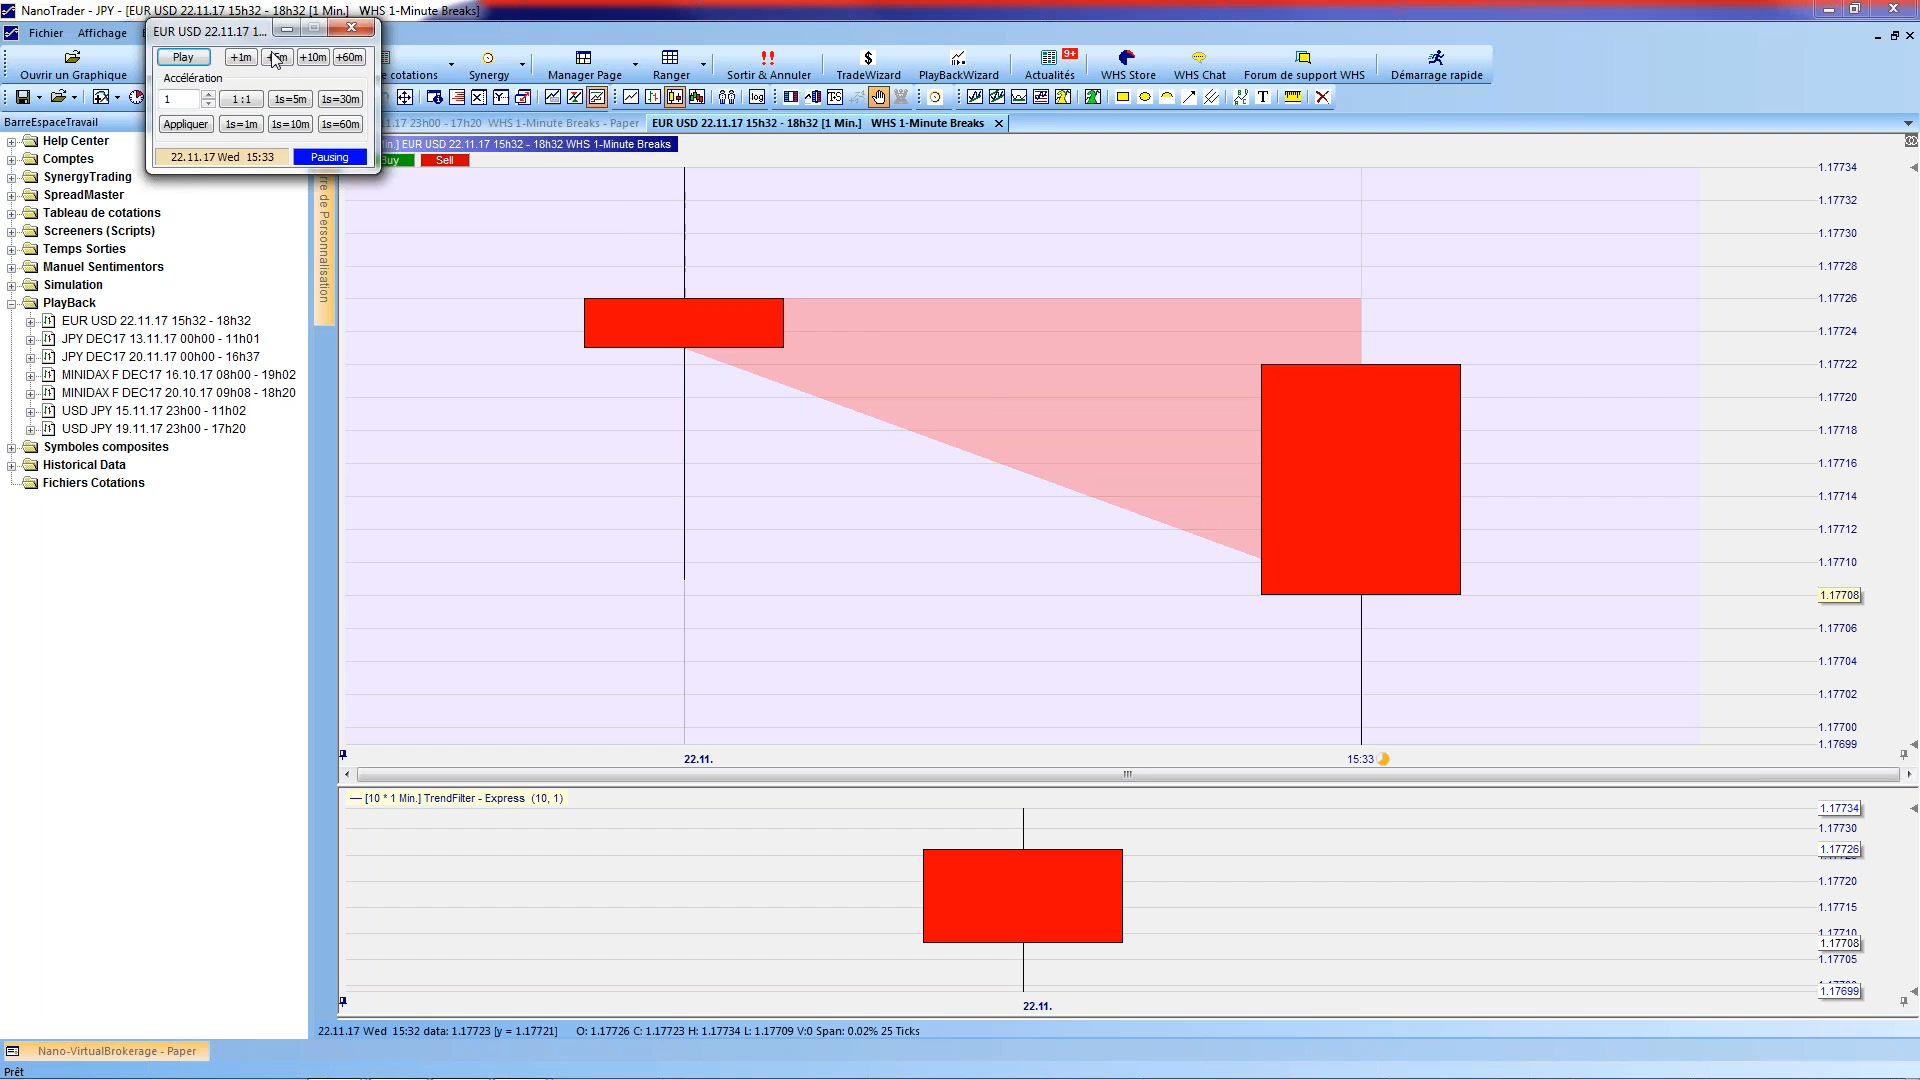 NanoTrader - JPY - [EUR USD 22.11.17 15h32 - 18h32 [1 Min.] WHS 1-Minute Breaks]
Fichier Affichage
EUR USD 22.11.17 1...
Play +1m +10m +60m
Accélération
1 1 : 1 1s=5m 1s=30m
Appliquer 1s=1m 1s=10m 1s=60m
22.11.17 Wed 15:33 Pausing
Ouvrir un Graphique cotations Synergy Manager Page Ranger Sortir & Annuler TradeWizard PlayBackWizard Actualités 9+ WHS Store WHS Chat Forum de support WHS Démarrage rapide
log T
BarreEspaceTravail
17 23h00 - 17h20 WHS 1-Minute Breaks - Paper
EUR USD 22.11.17 15h32 - 18h32 [1 Min.] WHS 1-Minute Breaks
Help Center
Comptes
SynergyTrading
SpreadMaster
Tableau de cotations
Screeners (Scripts)
Temps Sorties
Manuel Sentimentors
Simulation
PlayBack
EUR USD 22.11.17 15h32 - 18h32
JPY DEC17 13.11.17 00h00 - 11h01
JPY DEC17 20.11.17 00h00 - 16h37
MINIDAX F DEC17 16.10.17 08h00 - 19h02
MINIDAX F DEC17 20.10.17 09h08 - 18h20
USD JPY 15.11.17 23h00 - 11h02
USD JPY 19.11.17 23h00 - 17h20
Symboles composites
Historical Data
Fichiers Cotations
de Personnalisation
EUR USD 22.11.17 15h32 - 18h32 WHS 1-Minute Breaks
Sell
1.17734
1.17732
1.17730
1.17728
1.17726
1.17724
1.17722
1.17720
1.17718
1.17716
1.17714
1.17712
1.17710
1.17708
1.17706
1.17704
1.17702
1.17700
1.17699
22.11. 15:33
[10 * 1 Min.] TrendFilter - Express (10, 1)
1.17734
1.17730
1.17726
1.17720
1.17715
1.17710
1.17708
1.17705
1.17699
22.11.
22.11.17 Wed 15:32 data: 1.17723 [y = 1.17721] O: 1.17726 C: 1.17723 H: 1.17734 L: 1.17709 V:0 Span: 0.02% 25 Ticks
Nano-VirtualBrokerage - Paper
Prêt